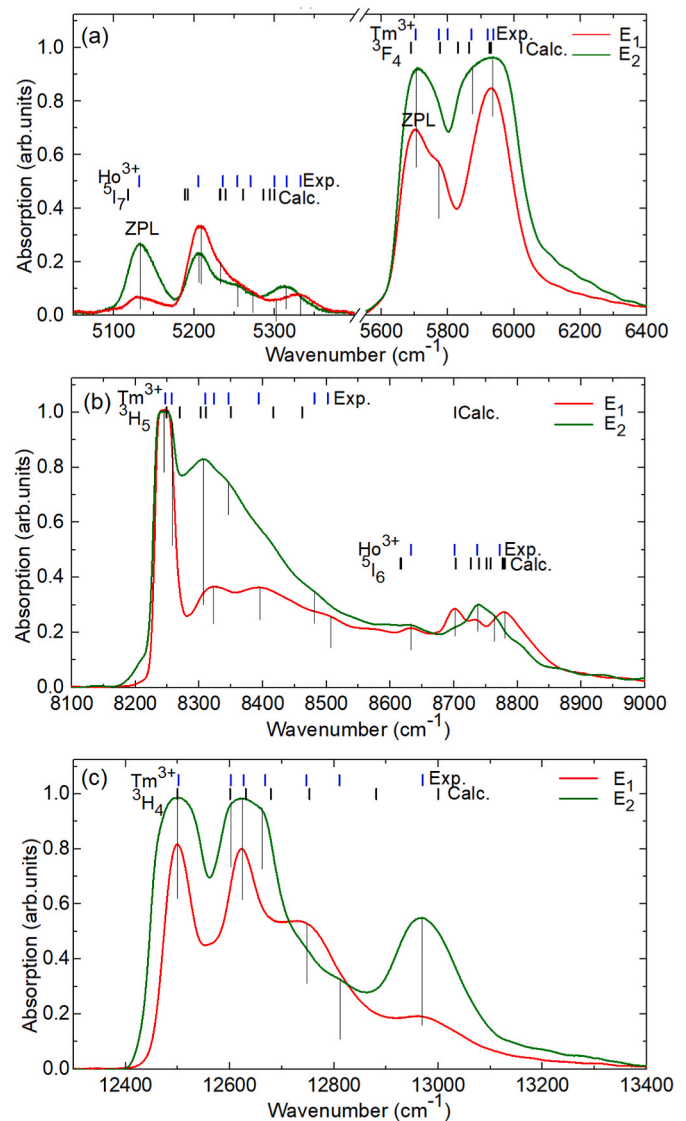 (a)
Tm3+
Exp.
3F4
Calc.
E1
E2
ZPL
Ho3+
Exp.
5I7
Calc.
ZPL
Absorption (arb.units)
1.0
0.8
0.6
0.4
0.2
0.0
5100 5200 5300 5600 5800 6000 6200 6400
Wavenumber (cm-1) Wavenumber (cm-1)
(b)
Tm3+
Exp.
3H5
Calc.
E1
E2
Ho3+
Exp.
5I6
Calc.
Absorption (arb.units)
1.0
0.8
0.6
0.4
0.2
0.0
8100 8200 8300 8400 8500 8600 8700 8800 8900 9000
Wavenumber (cm-1)
(c)
Tm3+
Exp.
3H4
Calc.
E1
E2
Absorption (arb.units)
1.0
0.8
0.6
0.4
0.2
0.0
12400 12600 12800 13000 13200 13400
Wavenumber (cm-1)